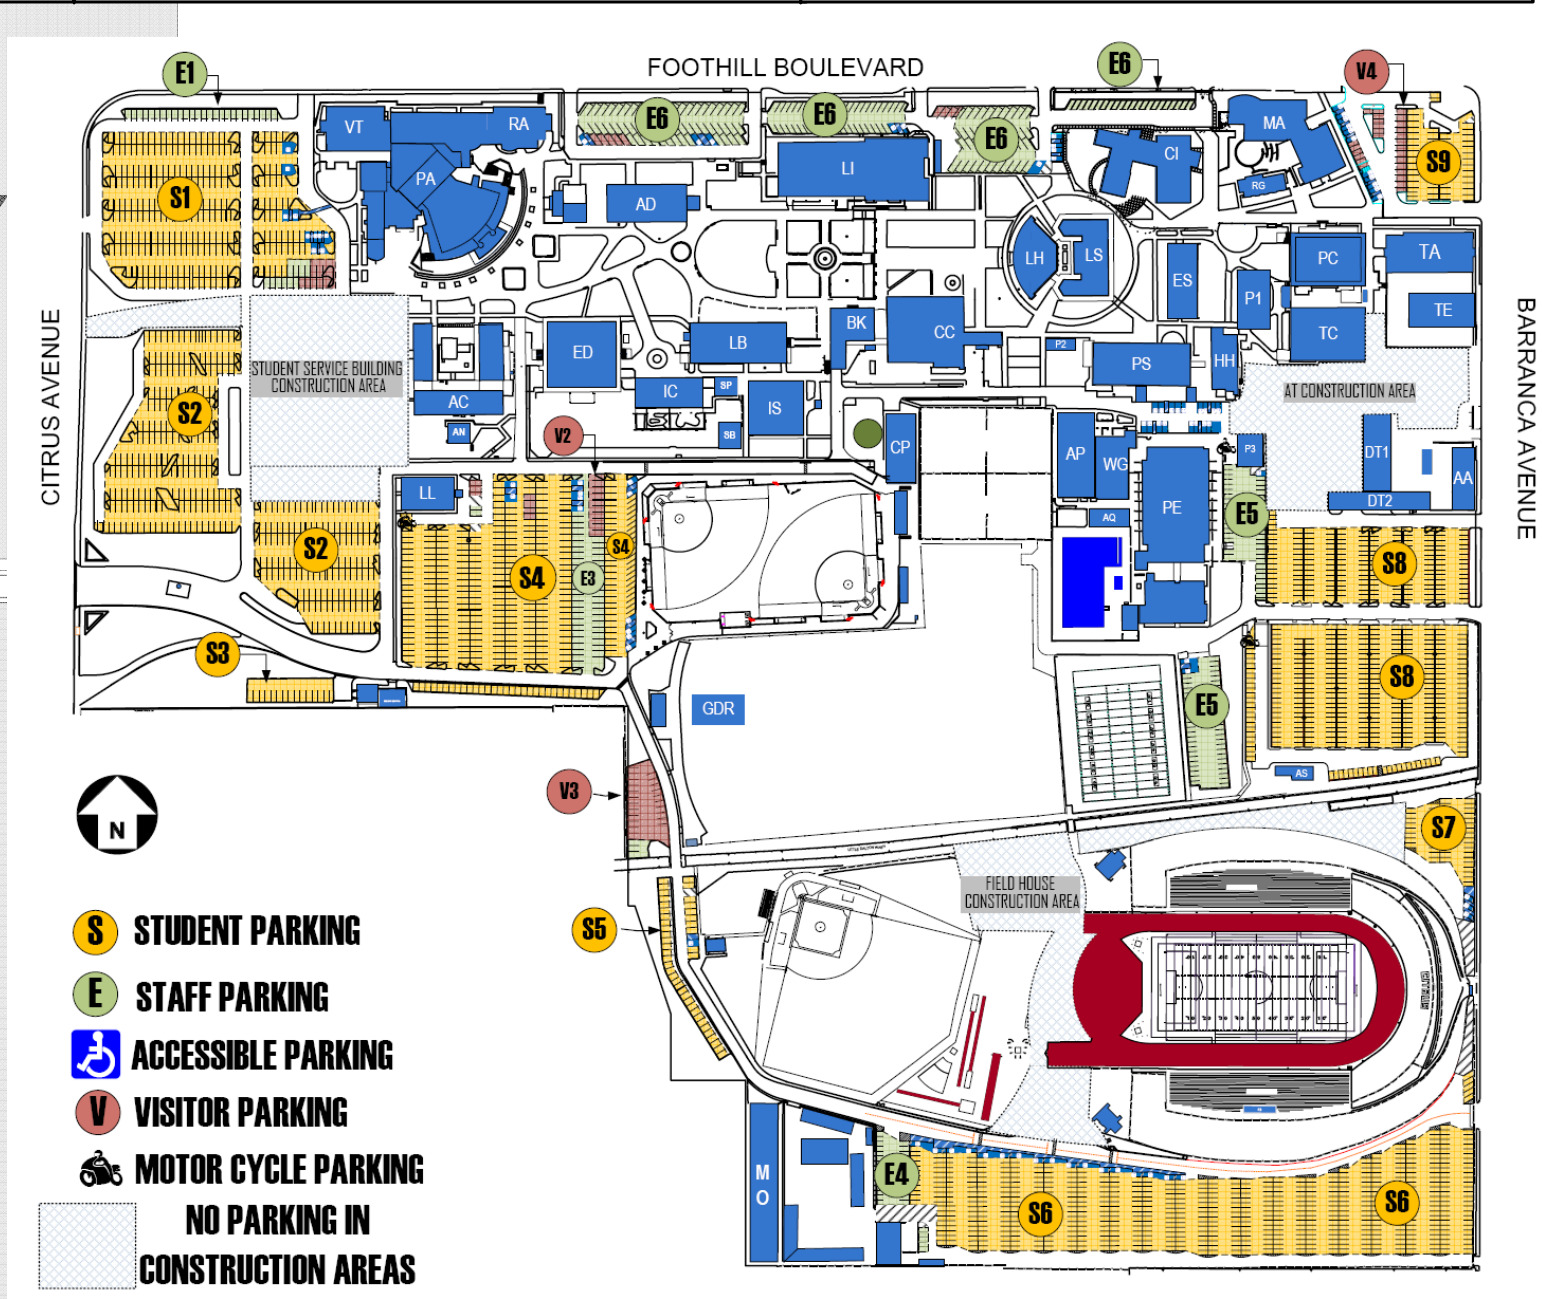 FOOTHILL BOULEVARD
E1
E6
V4
E6
E6
E6
VT
RA
MA
CI
S9
S1
PA
LI
RG
AD
LH
LS
PC
TA
ES
P1
TE
CITRUS AVENUE
BARRANCA AVENUE
BK
CC
TC
ED
LB
P2
PS
HH
STUDENT SERVICE BUILDING
CONSTRUCTION AREA
AT CONSTRUCTION AREA
S2
AC
IC
SP
IS
AN
V2
SB
CP
AP
WG
P3
DT1
AA
LL
DT2
AQ
PE
E5
S2
S4
S4
E3
S8
S3
GDR
E5
S8
AS
V3
N
S7
FIELD HOUSE
CONSTRUCTION AREA
S STUDENT PARKING
S5
E STAFF PARKING
ACCESSIBLE PARKING
V VISITOR PARKING
MOTOR CYCLE PARKING
NO PARKING IN
CONSTRUCTION AREAS
M
O
E4
S6
S6